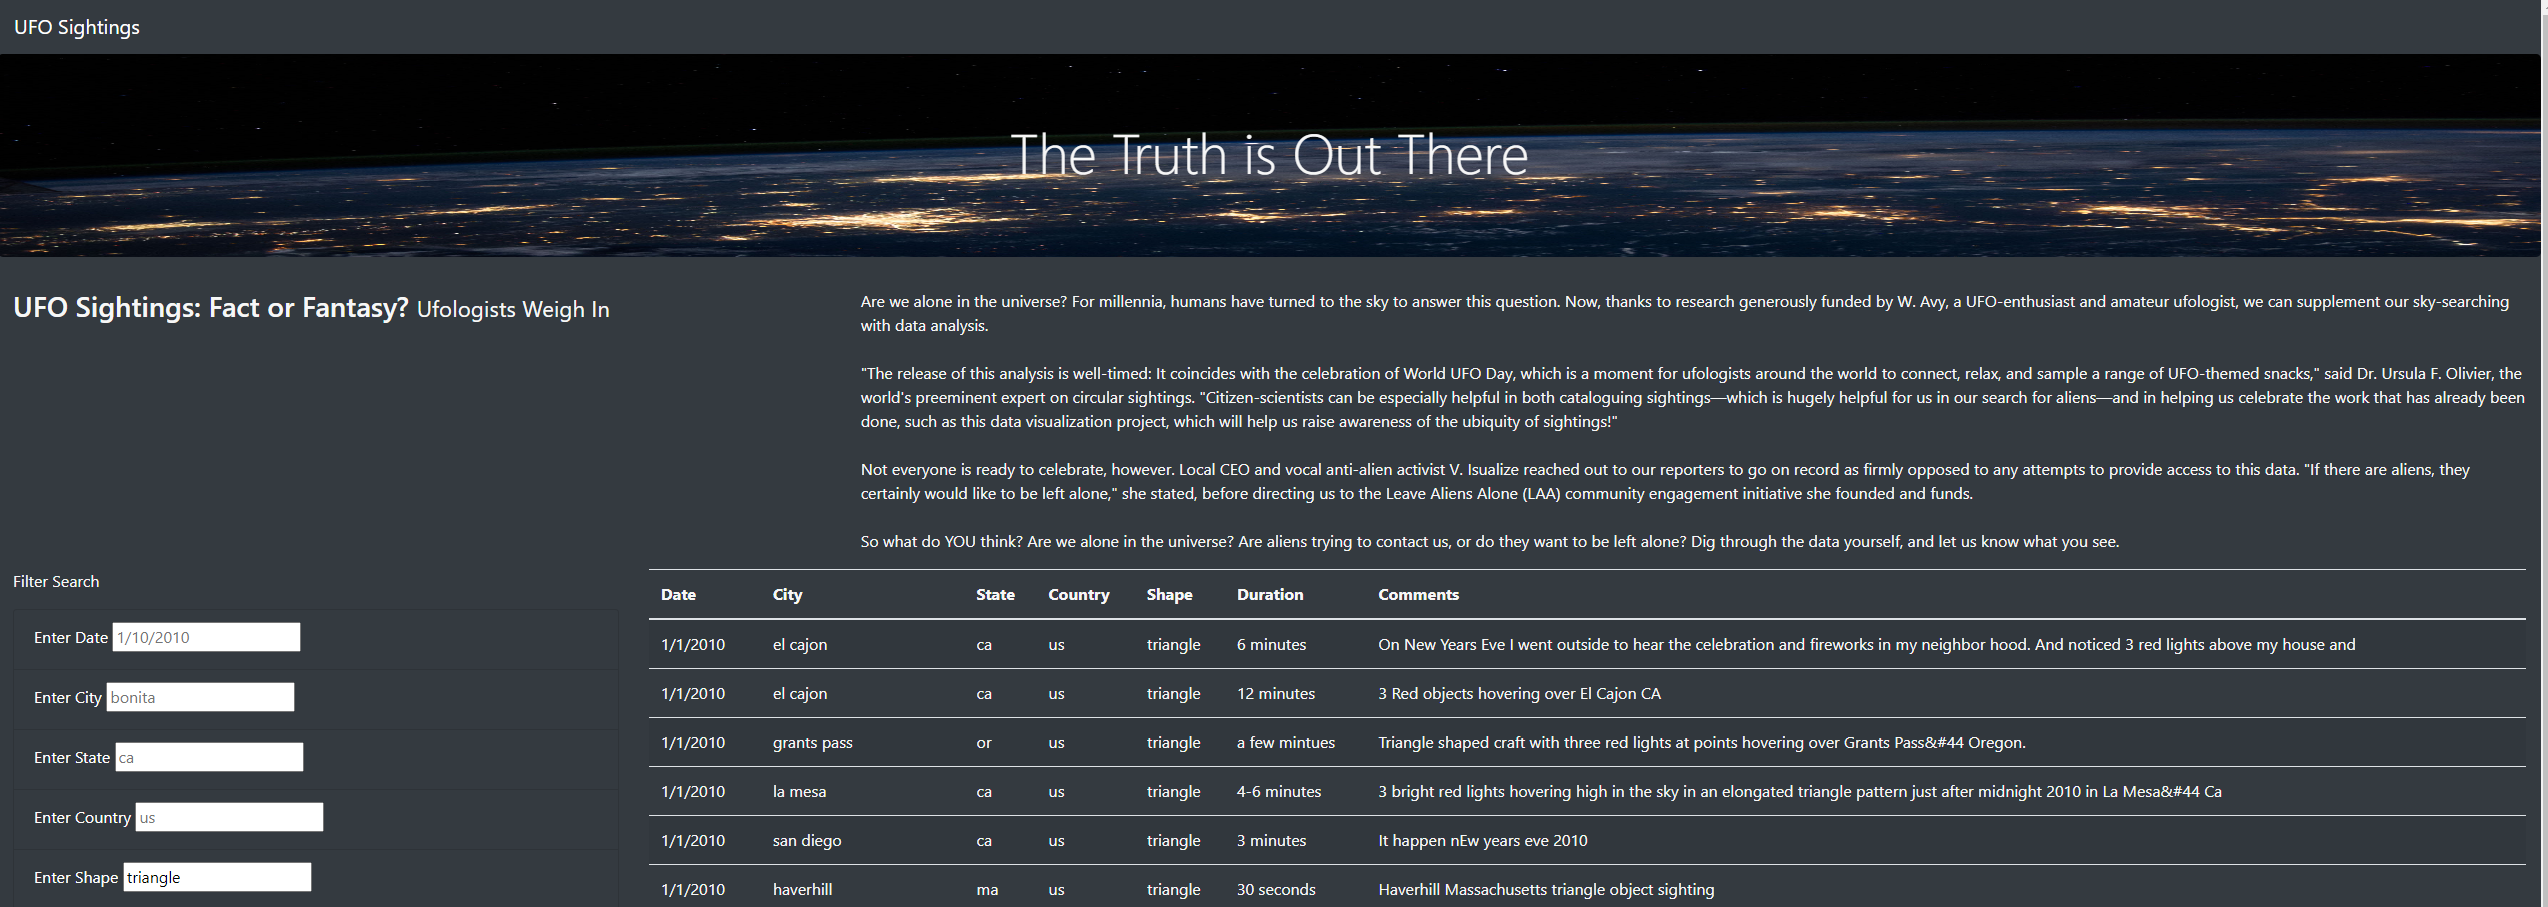 UFO Sightings
The Truth is Out There
UFO Sightings: Fact or Fantasy? Ufologists Weigh In
Are we alone in the universe? For millennia, humans have turned to the sky to answer this question. Now, thanks to research generously funded by W. Avy, a UFO-enthusiast and amateur ufologist, we can supplement our sky-searching
with data analysis.
"The release of this analysis is well-timed: It coincides with the celebration of World UFO Day, which is a moment for ufologists around the world to connect, relax, and sample a range of UFO-themed snacks," said Dr. Ursula F. Olivier, the
world's preeminent expert on circular sightings. "Citizen-scientists can be especially helpful in both cataloguing sightings—which is hugely helpful for us in our search for aliens—and in helping us celebrate the work that has already been
done, such as this data visualization project, which will help us raise awareness of the ubiquity of sightings!"
Not everyone is ready to celebrate, however. Local CEO and vocal anti-alien activist V. Isualize reached out to our reporters to go on record as firmly opposed to any attempts to provide access to this data. "If there are aliens, they
certainly would like to be left alone," she stated, before directing us to the Leave Aliens Alone (LAA) community engagement initiative she founded and funds.
So what do YOU think? Are we alone in the universe? Are aliens trying to contact us, or do they want to be left alone? Dig through the data yourself, and let us know what you see.
Filter Search
Enter Date 1/10/2010
Enter City bonita
Enter State ca
Enter Country us
Enter Shape triangle
Date City State Country Shape Duration Comments
1/1/2010 el cajon ca us triangle 6 minutes On New Years Eve I went outside to hear the celebration and fireworks in my neighbor hood. And noticed 3 red lights above my house and
1/1/2010 el cajon ca us triangle 12 minutes 3 Red objects hovering over El Cajon CA
1/1/2010 grants pass or us triangle a few mintues Triangle shaped craft with three red lights at points hovering over Grants Pass&#44 Oregon.
1/1/2010 la mesa ca us triangle 4-6 minutes 3 bright red lights hovering high in the sky in an elongated triangle pattern just after midnight 2010 in La Mesa&#44 Ca
1/1/2010 san diego ca us triangle 3 minutes It happen nEw years eve 2010
1/1/2010 haverhill ma us triangle 30 seconds Haverhill Massachusetts triangle object sighting